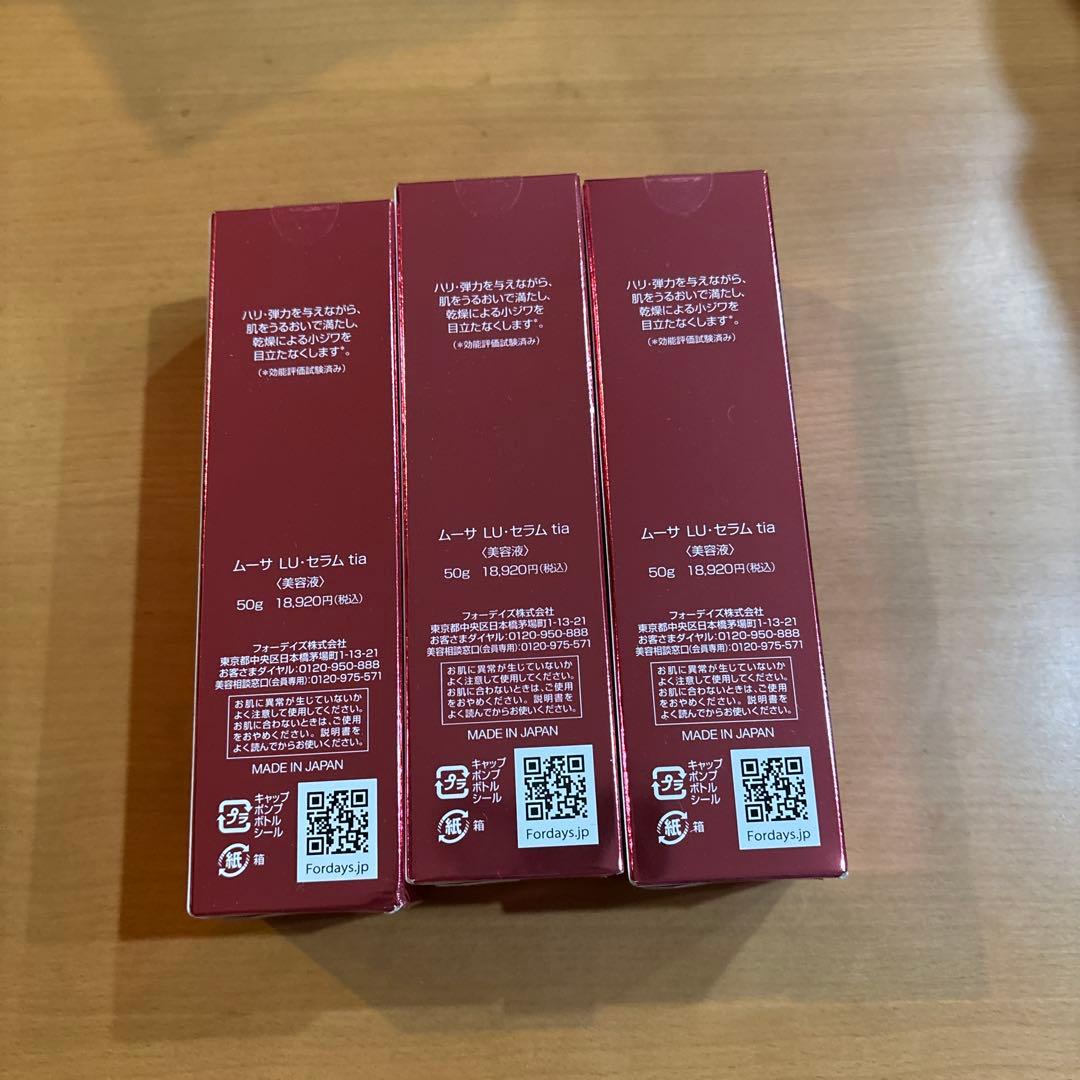 ハリ・弾力を与えながら、
肌をうるおいで満たし、
乾燥による小ジワを
目立たなくします*。
(*効能評価試験済み)
ムーサ LU・セラム tia
〈美容液〉
50g 18,920円(税込)
フォーデイズ株式会社
東京都中央区日本橋茅場町1-13-21
お客さまダイヤル:0120-950-888
美容相談窓口(会員専用):0120-975-571
お肌に異常が生じていないか
よく注意して使用してください。
お肌に合わないときは、ご使用
をおやめください。説明書を
よく読んでからお使いください。
MADE IN JAPAN
プラ
キャップ
ポンプ
ボトル
シール
紙
箱
Fordays.jp
ハリ・弾力を与えながら、
肌をうるおいで満たし、
乾燥による小ジワを
目立たなくします*。
(*効能評価試験済み)
ムーサ LU・セラム tia
〈美容液〉
50g 18,920円(税込)
フォーデイズ株式会社
東京都中央区日本橋茅場町1-13-21
お客さまダイヤル:0120-950-888
美容相談窓口(会員専用):0120-975-571
お肌に異常が生じていないか
よく注意して使用してください。
お肌に合わないときは、ご使用
をおやめください。説明書を
よく読んでからお使いください。
MADE IN JAPAN
プラ
キャップ
ポンプ
ボトル
シール
紙
箱
Fordays.jp
ハリ・弾力を与えながら、
肌をうるおいで満たし、
乾燥による小ジワを
目立たなくします*。
(*効能評価試験済み)
ムーサ LU・セラム tia
〈美容液〉
50g 18,920円(税込)
フォーデイズ株式会社
東京都中央区日本橋茅場町1-13-21
お客さまダイヤル:0120-950-888
美容相談窓口(会員専用):0120-975-571
お肌に異常が生じていないか
よく注意して使用してください。
お肌に合わないときは、ご使用
をおやめください。説明書を
よく読んでからお使いください。
MADE IN JAPAN
プラ
キャップ
ポンプ
ボトル
シール
紙
箱
Fordays.jp